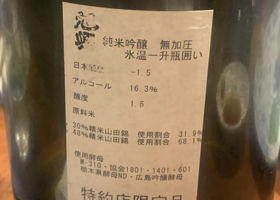 純米吟醸 無加圧
氷温一升瓶囲い
日本酒度 -1.5
アルコール 16.3%
酸度 1.5
原料米
30%精米山田錦 使用割合 31.9%
48%精米山田錦 使用割合 68.1%
使用酵母
M-310・協会1801・1401・601
栃木県酵母ND・広島吟醸酵母
特約店限定品